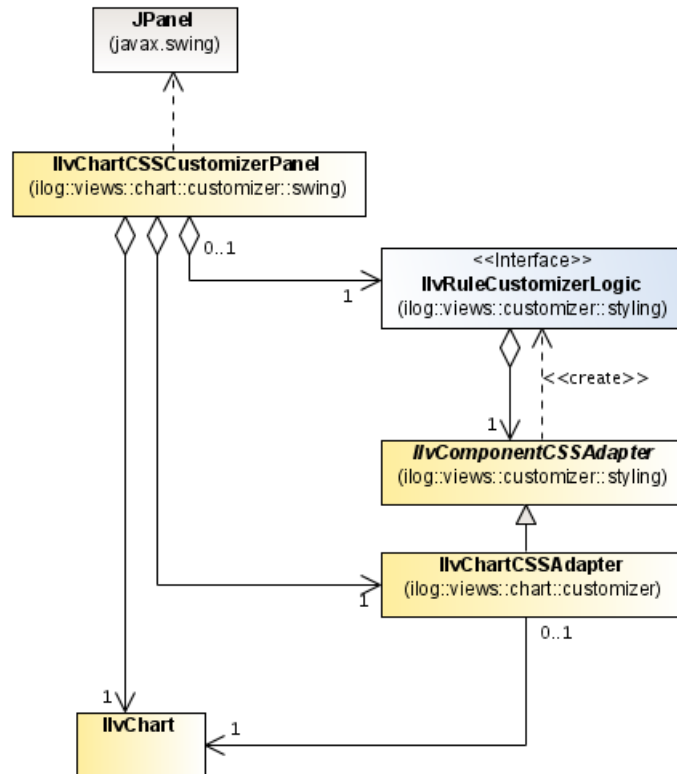 JPanel
(javax.swing)
IlvChartCSSCustomizerPanel
(ilog::views::chart::customizer::swing)
0..1
1
<<Interface>>
IlvRuleCustomizerLogic
(ilog::views::customizer::styling)
<<create>>
1
IlvComponentCSSAdapter
(ilog::views::customizer::styling)
IlvChartCSSAdapter
(ilog::views::chart::customizer)
1
0..1
1
IlvChart
1